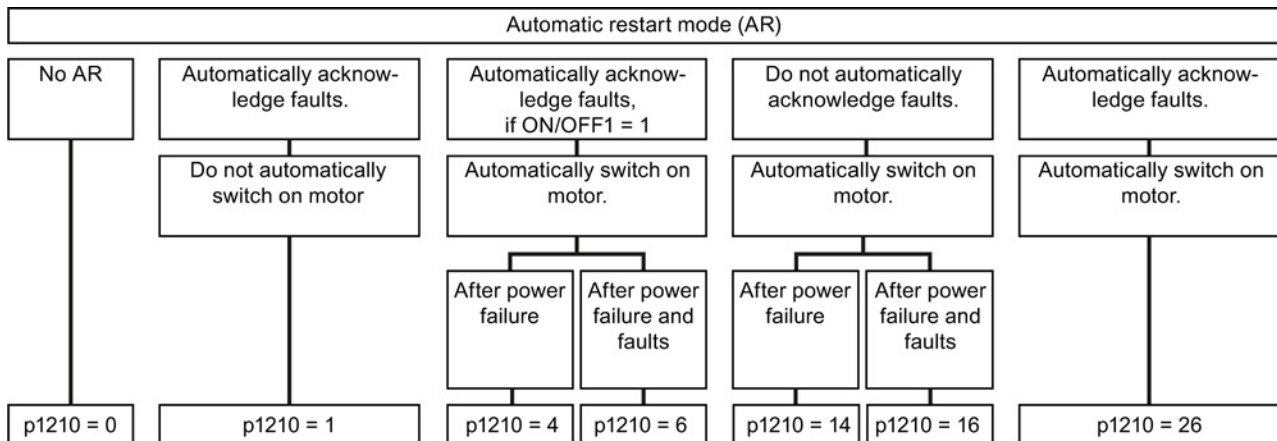 Automatic restart mode (AR)
No AR
Automatically acknow-
ledge faults.
Automatically acknow-
ledge faults,
if ON/OFF1 = 1
Do not automatically
acknowledge faults.
Automatically acknow-
ledge faults.
Do not automatically
switch on motor
Automatically switch on
motor.
Automatically switch on
motor.
Automatically switch on
motor.
After power
failure
After power
failure and
faults
After power
failure
After power
failure and
faults
p1210 = 0
p1210 = 1
p1210 = 4
p1210 = 6
p1210 = 14
p1210 = 16
p1210 = 26